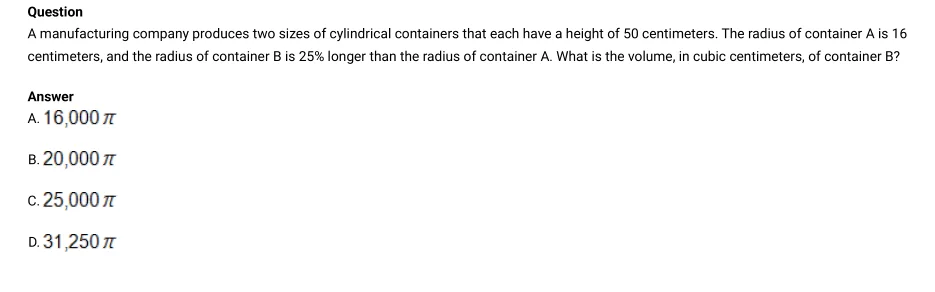 Question
A manufacturing company produces two sizes of cylindrical containers that each have a height of 50 centimeters. The radius of container A is 16
centimeters, and the radius of container B is 25% longer than the radius of container A. What is the volume, in cubic centimeters, of container B?
Answer
A. 16,000 π
B. 20,000 π
C. 25,000 π
D. 31,250 π